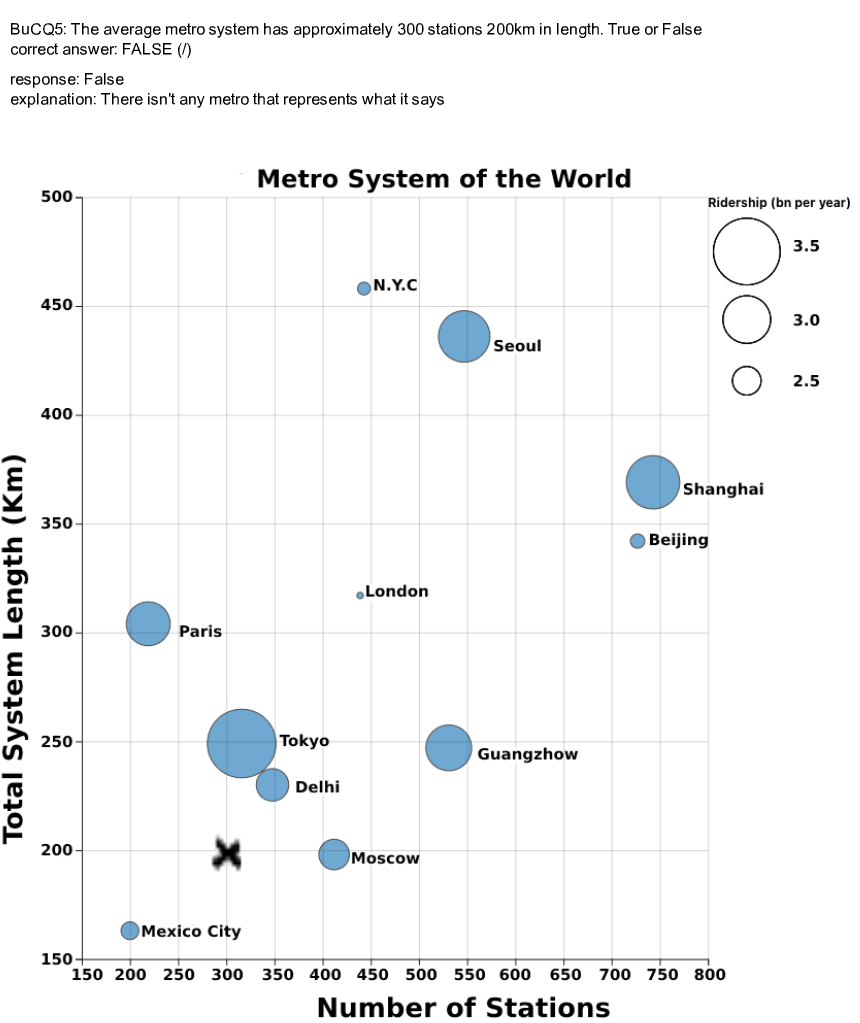 BuCQ5: The average metro system has approximately 300 stations 200km in length. True or False
correct answer: FALSE (/)
response: False
explanation: There isn't any metro that represents what it says
Metro System of the World
Ridership (bn per year)
3.5
3.0
2.5
500
450
400
350
300
250
200
150
Total System Length (Km)
N.Y.C
Seoul
Shanghai
Beijing
London
Paris
Tokyo
Guangzhow
Delhi
Moscow
Mexico City
150 200 250 300 350 400 450 500 550 600 650 700 750 800
Number of Stations